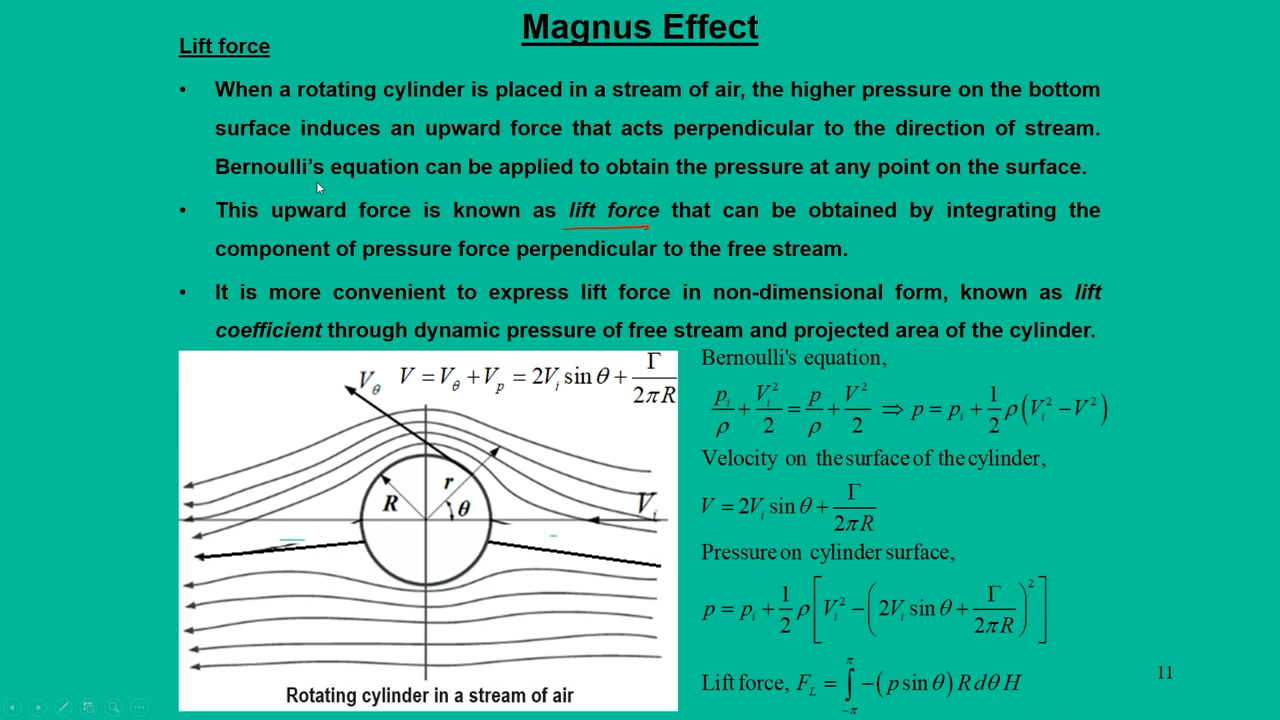 Magnus Effect
Lift force
• When a rotating cylinder is placed in a stream of air, the higher pressure on the bottom
surface induces an upward force that acts perpendicular to the direction of stream.
Bernoulli's equation can be applied to obtain the pressure at any point on the surface.
• This upward force is known as lift force that can be obtained by integrating the
component of pressure force perpendicular to the free stream.
• It is more convenient to express lift force in non-dimensional form, known as lift
coefficient through dynamic pressure of free stream and projected area of the cylinder.
V_θ V = V_θ + V_p = 2V_i sin θ + Γ/(2πR)
R r θ V_i
Rotating cylinder in a stream of air
Bernoulli's equation,
p_i/ρ + V_i²/2 = p/ρ + V²/2 ⇒ p = p_i + 1/2 ρ(V_i² − V²)
Velocity on the surface of the cylinder,
V = 2V_i sin θ + Γ/(2πR)
Pressure on cylinder surface,
p = p_i + 1/2 ρ[V_i² − (2V_i sin θ + Γ/(2πR))²]
Lift force, F_L = ∫_{−π}^{π} −(p sin θ) R dθ H
11